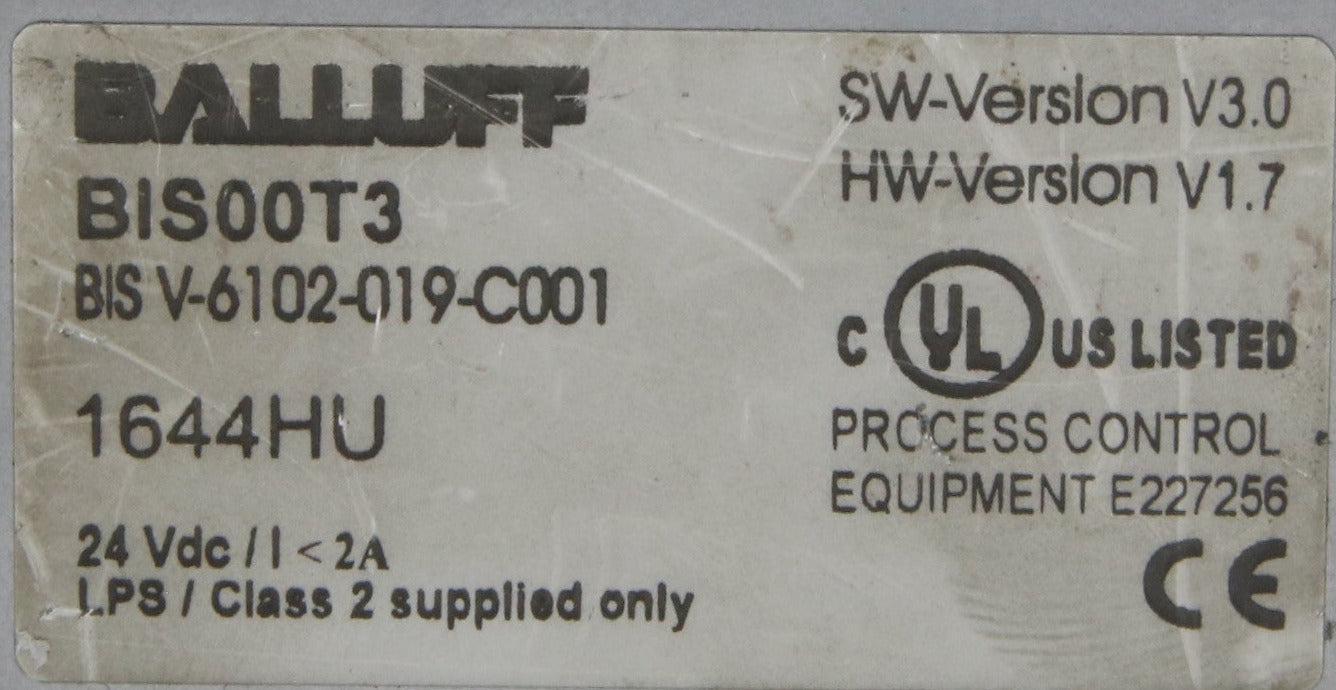 BALLUFF
BIS00T3
BIS V-6102-019-C001
1644HU
24 Vdc / I < 2A
LPS / Class 2 supplied only
SW-Version V3.0
HW-Version V1.7
C UL US LISTED
PROCESS CONTROL
EQUIPMENT E227256
CE